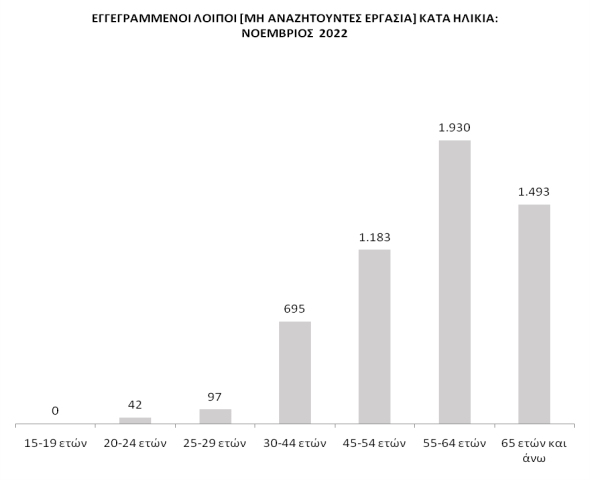 ΕΓΓΕΓΡΑΜΜΕΝΟΙ ΛΟΙΠΟΙ [ΜΗ ΑΝΑΖΗΤΟΥΝΤΕΣ ΕΡΓΑΣΙΑ] ΚΑΤΑ ΗΛΙΚΙΑ:
ΝΟΕΜΒΡΙΟΣ 2022
1.930
1.493
1.183
695
97
42
0
15-19 ετών
20-24 ετών
25-29 ετών
30-44 ετών
45-54 ετών
55-64 ετών
65 ετών και
άνω